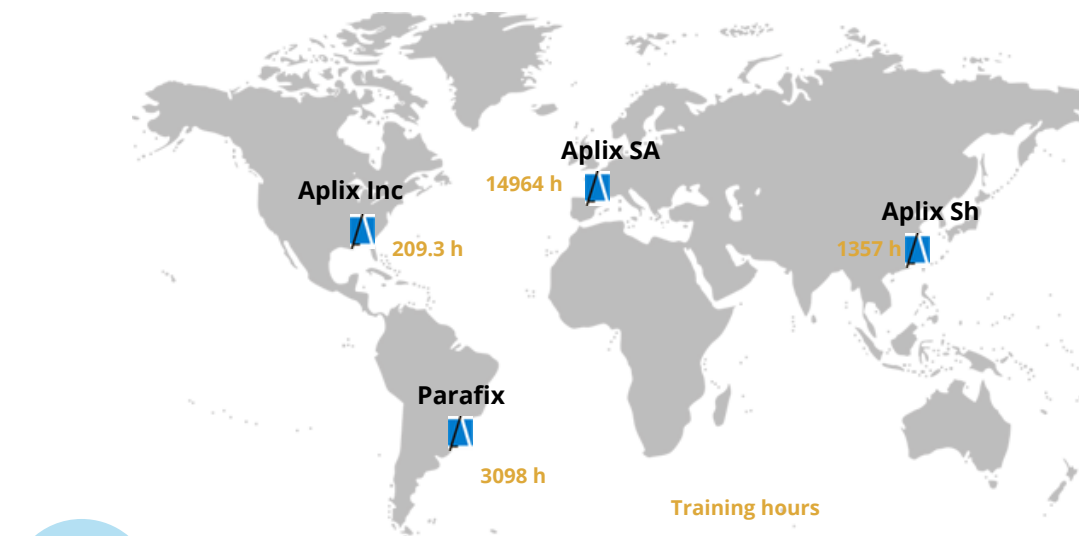 Aplix SA
14964 h
Aplix Inc
209.3 h
Aplix Sh
1357 h
Parafix
3098 h
Training hours